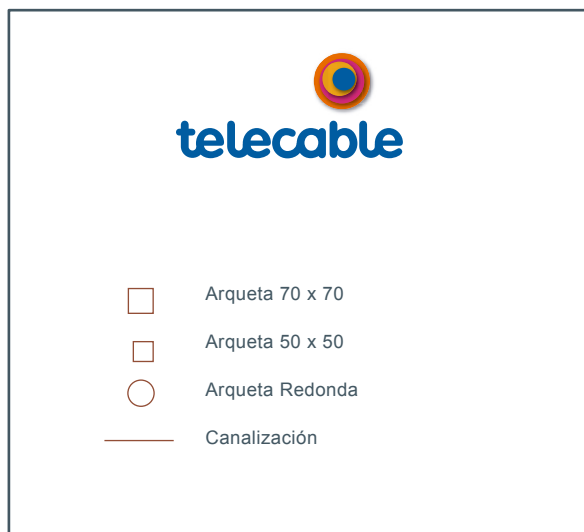 telecable
Arqueta 70 x 70
Arqueta 50 x 50
Arqueta Redonda
Canalización